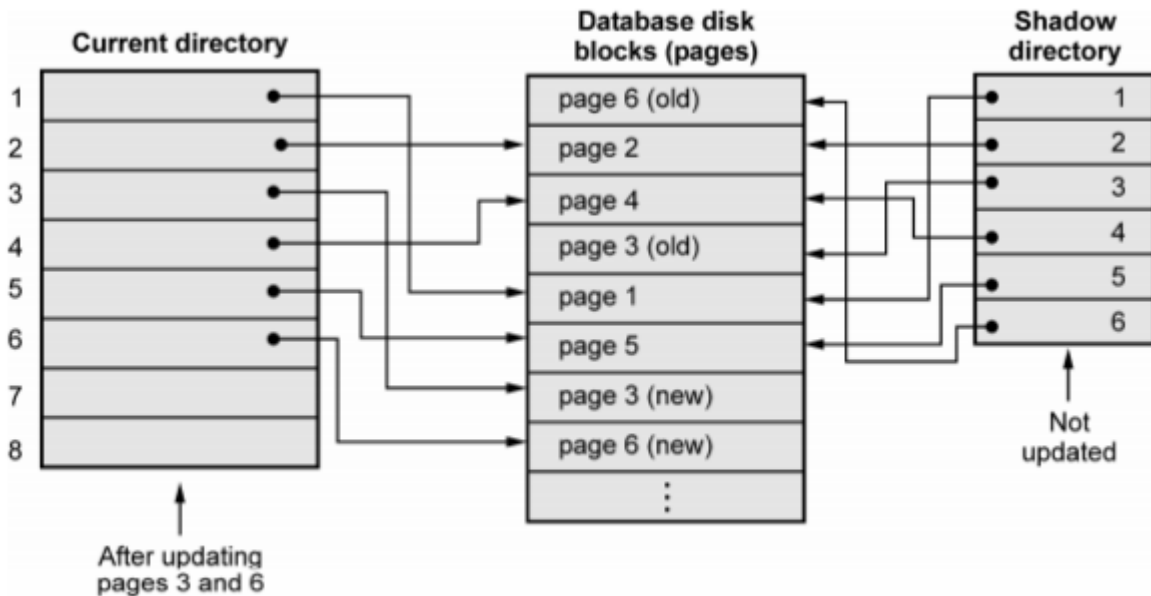 Current directory
1
2
3
4
5
6
7
8
After updating
pages 3 and 6
Database disk
blocks (pages)
page 6 (old)
page 2
page 4
page 3 (old)
page 1
page 5
page 3 (new)
page 6 (new)
Shadow
directory
1
2
3
4
5
6
Not
updated